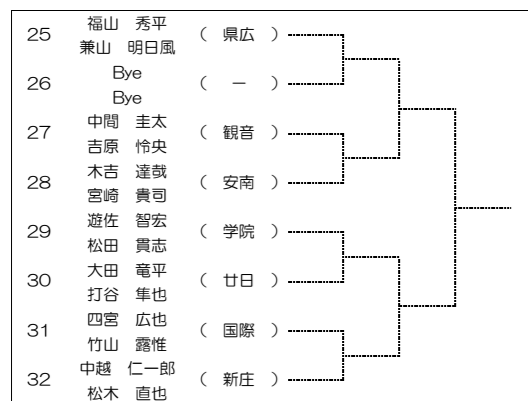 25 福山 秀平 ( 県広 )
兼山 明日風
26 Bye ( ー )
Bye
27 中間 圭太 ( 観音 )
吉原 怜央
28 木吉 達哉 ( 安南 )
宮崎 貴司
29 遊佐 智宏 ( 学院 )
松田 貫志
30 大田 竜平 ( 廿日 )
打谷 隼也
31 四宮 広也 ( 国際 )
竹山 露惟
32 中越 仁一郎 ( 新庄 )
松木 直也